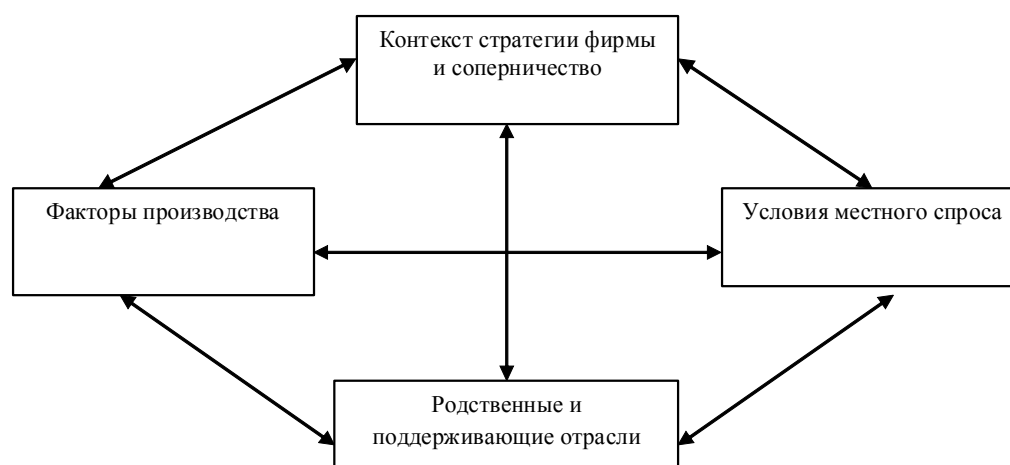 Контекст стратегии фирмы
и соперничество
Факторы производства
Условия местного спроса
Родственные и
поддерживающие отрасли